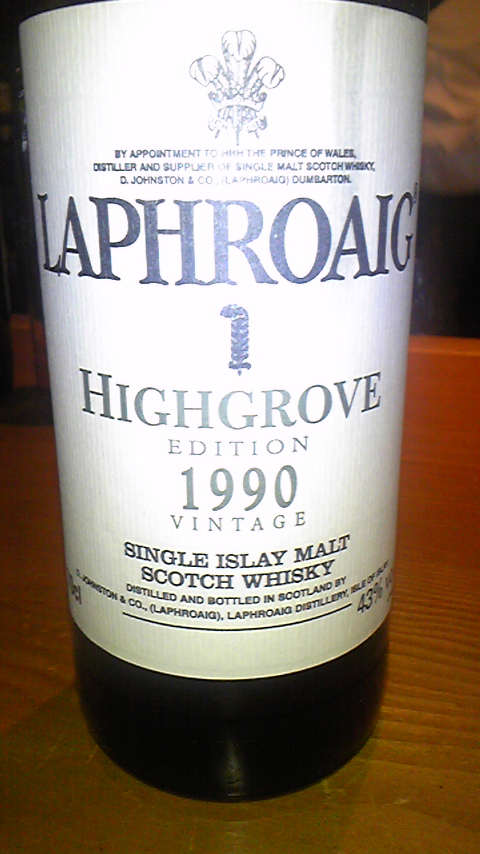 BY APPOINTMENT TO HRH THE PRINCE OF WALES,
DISTILLER AND SUPPLIER OF SINGLE MALT SCOTCH WHISKY,
D. JOHNSTON & CO., (LAPHROAIG) DUMBARTON.
LAPHROAIG®
HIGHGROVE
EDITION
1990
VINTAGE
SINGLE ISLAY MALT
SCOTCH WHISKY
DISTILLED AND BOTTLED IN SCOTLAND BY
D. JOHNSTON & CO., (LAPHROAIG), LAPHROAIG DISTILLERY, ISLE OF ISLAY
cl
43%